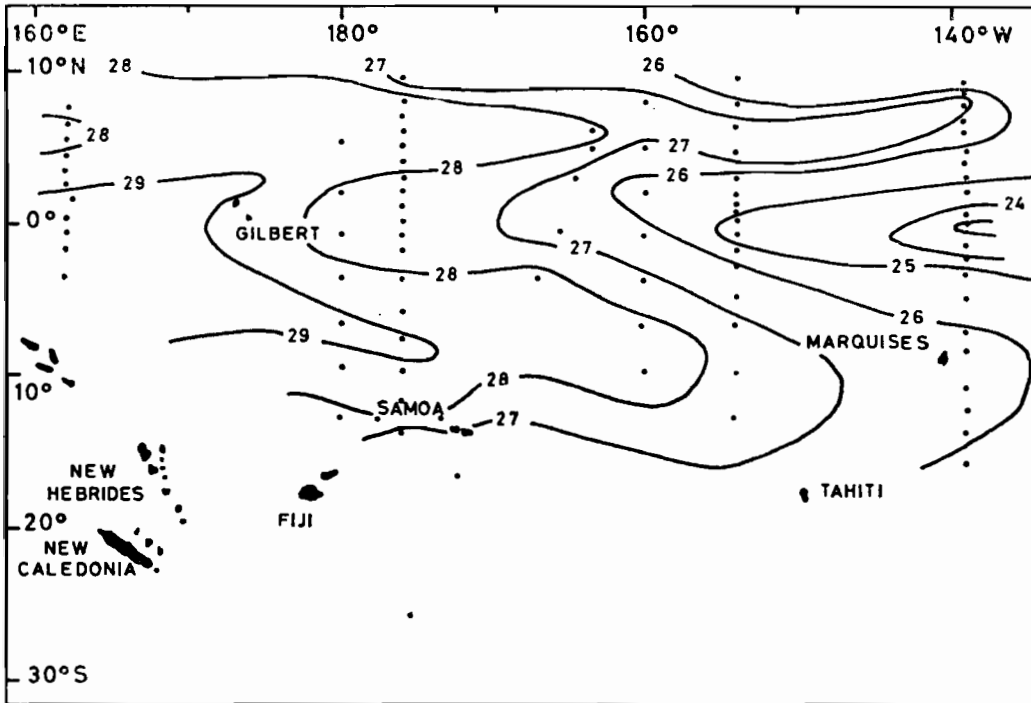 160°E 180° 160° 140°W
10°N 28 27 26
28
27
28
26
29
24
0°
GILBERT
27
28
25
26
29
MARQUISES
10°
28
SAMOA
27
NEW
HEBRIDES
TAHITI
FIJI
20°
NEW
CALEDONIA
30°S